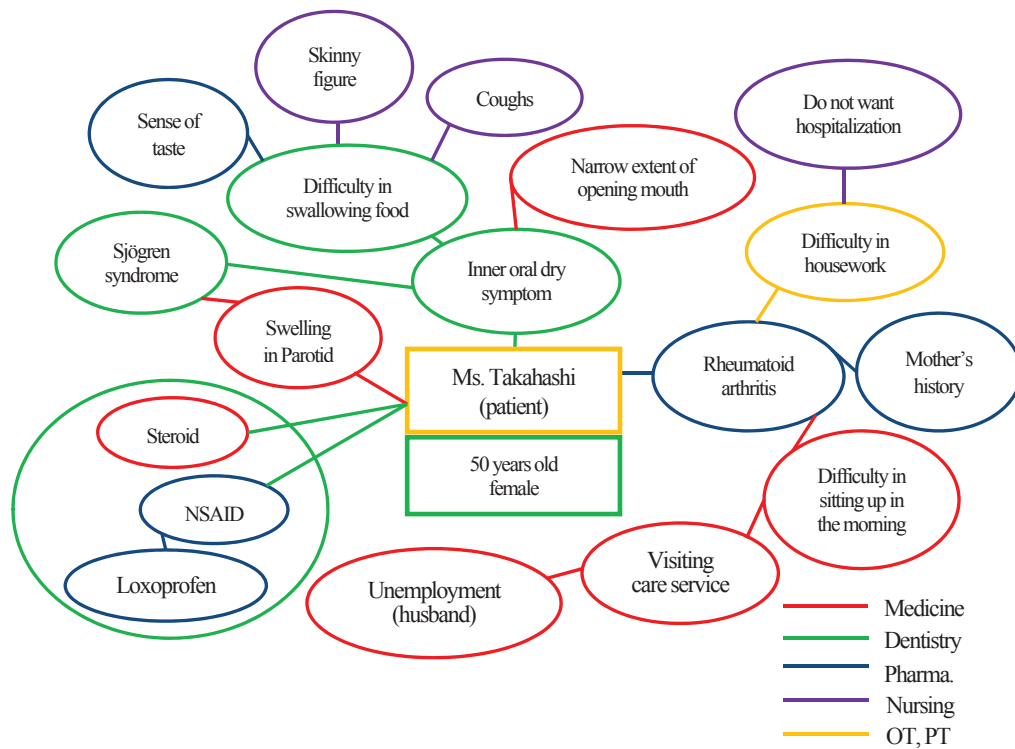 Skinny
figure
Coughs
Do not want
hospitalization
Sense of
taste
Narrow extent of
opening mouth
Difficulty in
swallowing food
Difficulty in
housework
Sjögren
syndrome
Inner oral dry
symptom
Swelling
in Parotid
Ms. Takahashi
(patient)
Rheumatoid
arthritis
Mother’s
history
Steroid
50 years old
female
NSAID
Difficulty in
sitting up in
the morning
Loxoprofen
Unemployment
(husband)
Visiting
care service
Medicine
Dentistry
Pharma.
Nursing
OT, PT